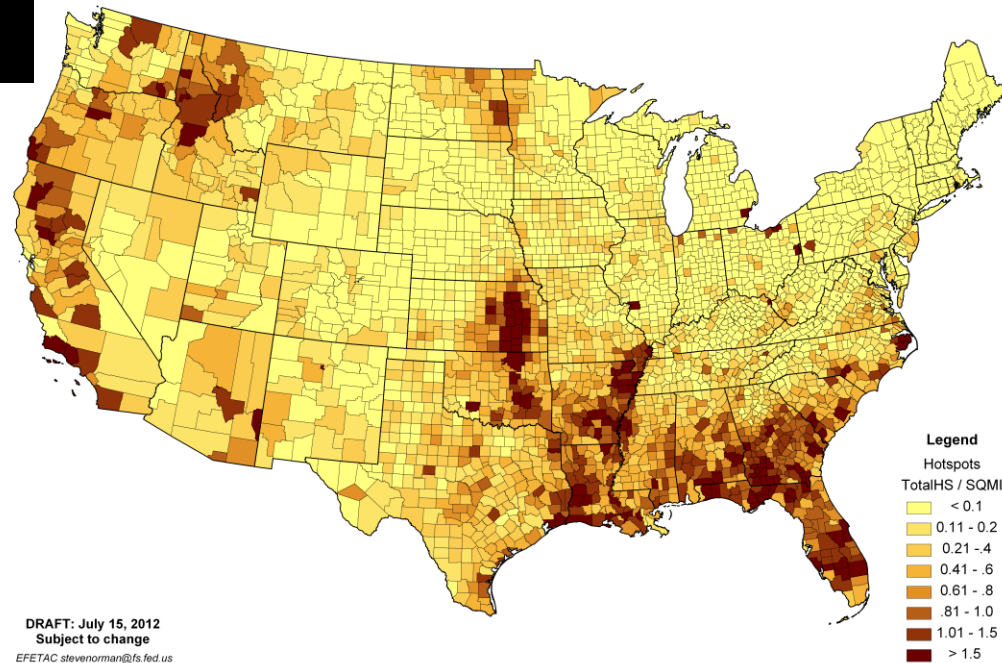 Legend
Hotspots
TotalHS / SQMI
< 0.1
0.11 - 0.2
0.21 -.4
0.41 - .6
0.61 - .8
.81 - 1.0
1.01 - 1.5
> 1.5
DRAFT: July 15, 2012
Subject to change
EFETAC stevenorman@fs.fed.us